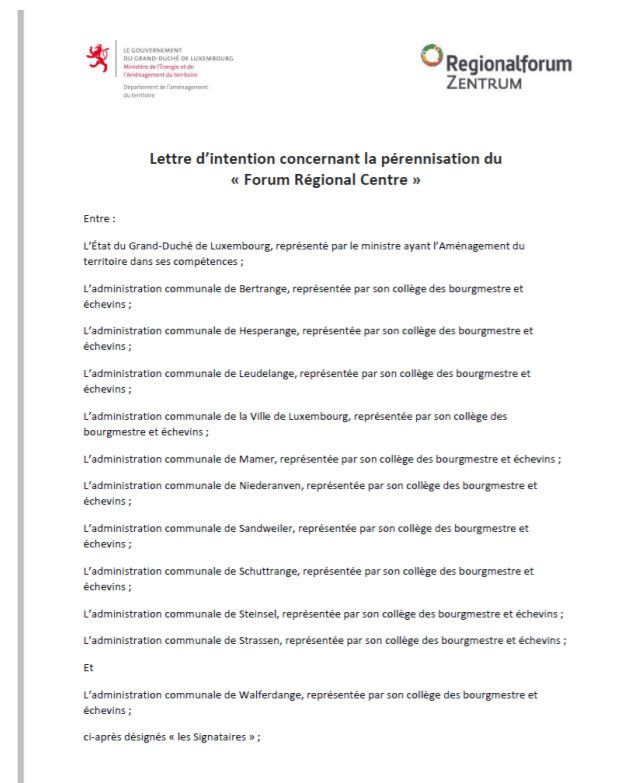 LE GOUVERNEMENT
DU GRAND-DUCHÉ DE LUXEMBOURG
Ministère de l'Énergie et de
l'Aménagement du territoire
Département de l'aménagement
du territoire
Regionalforum
ZENTRUM
Lettre d'intention concernant la pérennisation du
« Forum Régional Centre »
Entre :
L'État du Grand-Duché de Luxembourg, représenté par le ministre ayant l'Aménagement du
territoire dans ses compétences ;
L'administration communale de Bertrange, représentée par son collège des bourgmestre et
échevins ;
L'administration communale de Hesperange, représentée par son collège des bourgmestre et
échevins ;
L'administration communale de Leudelange, représentée par son collège des bourgmestre et
échevins ;
L'administration communale de la Ville de Luxembourg, représentée par son collège des
bourgmestre et échevins ;
L'administration communale de Mamer, représentée par son collège des bourgmestre et échevins ;
L'administration communale de Niederanven, représentée par son collège des bourgmestre et
échevins ;
L'administration communale de Sandweiler, représentée par son collège des bourgmestre et
échevins ;
L'administration communale de Schuttrange, représentée par son collège des bourgmestre et
échevins ;
L'administration communale de Steinsel, représentée par son collège des bourgmestre et échevins ;
L'administration communale de Strassen, représentée par son collège des bourgmestre et échevins ;
Et
L'administration communale de Walferdange, représentée par son collège des bourgmestre et
échevins ;
ci-après désignés « les Signataires » ;